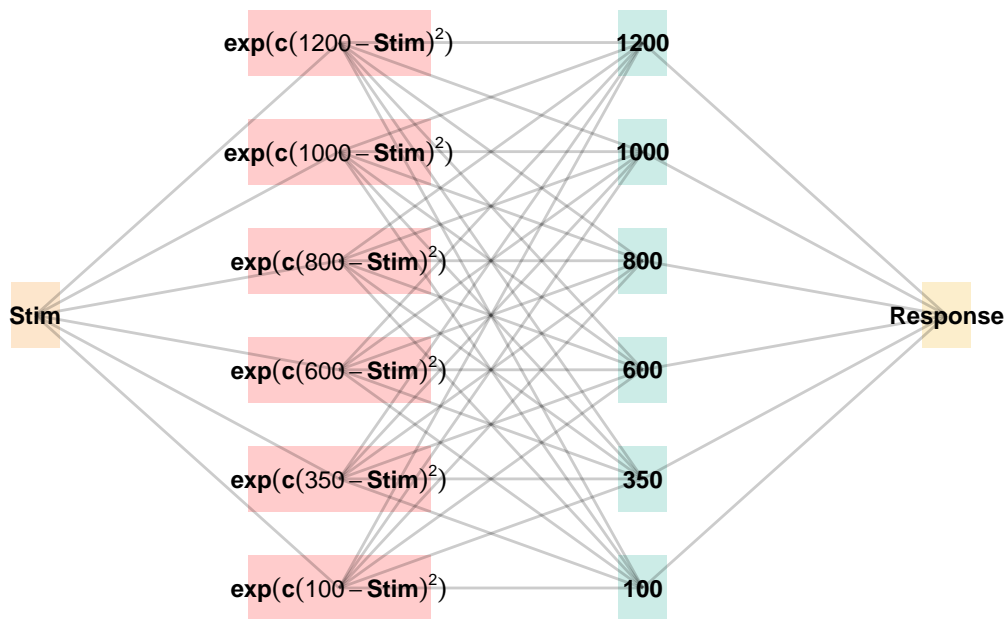 exp(c(1200 – Stim)²)
1200
exp(c(1000 – Stim)²)
1000
exp(c(800 – Stim)²)
800
Stim
Response
exp(c(600 – Stim)²)
600
exp(c(350 – Stim)²)
350
exp(c(100 – Stim)²)
100